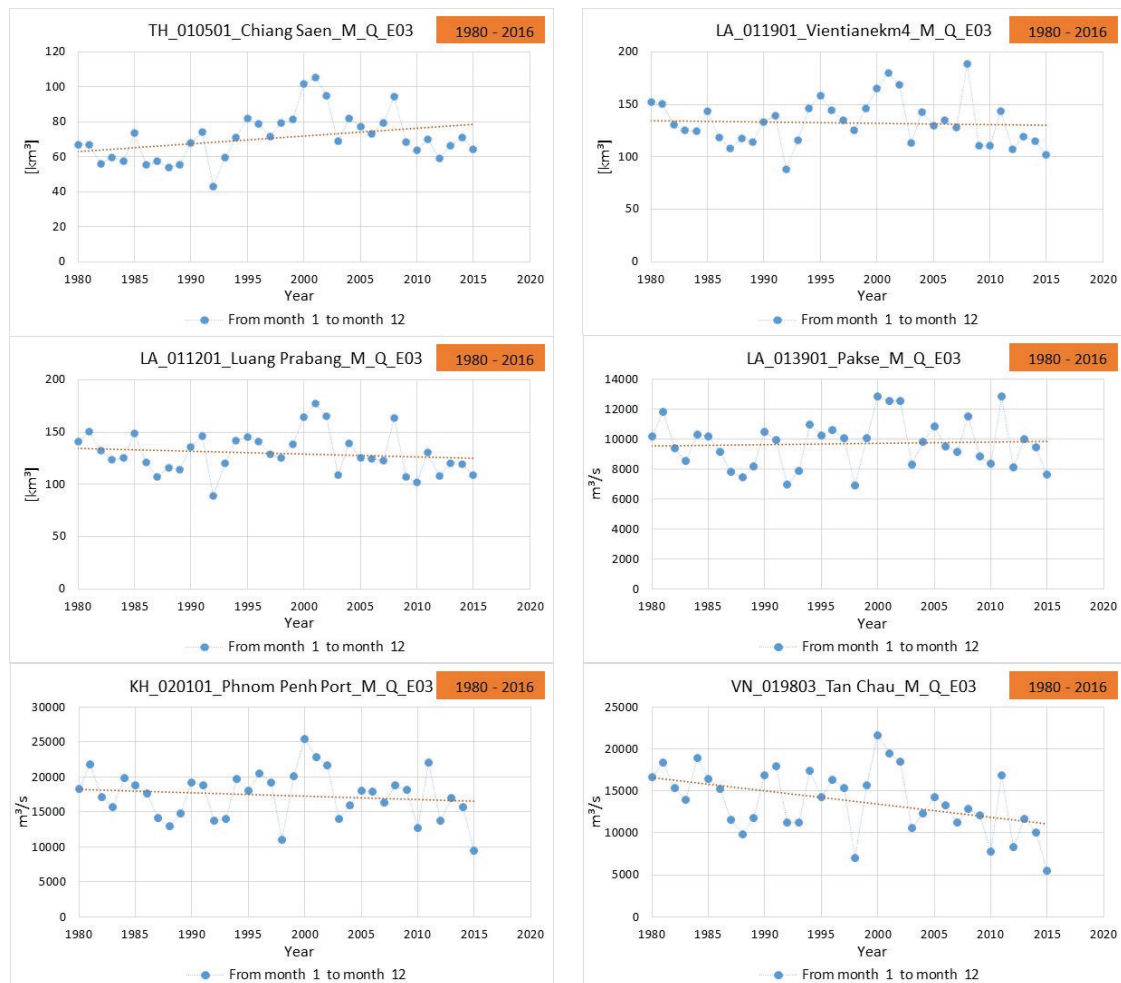 TH_010501_Chiang Saen_M_Q_E03
1980 - 2016
120
100
80
60
40
20
0
[km³]
1980 1985 1990 1995 2000 2005 2010 2015 2020
Year
From month 1 to month 12
LA_011901_Vientianekm4_M_Q_E03
1980 - 2016
200
150
100
50
0
[km³]
1980 1985 1990 1995 2000 2005 2010 2015 2020
Year
From month 1 to month 12
LA_011201_Luang Prabang_M_Q_E03
1980 - 2016
200
150
100
50
0
[km³]
1980 1985 1990 1995 2000 2005 2010 2015 2020
Year
From month 1 to month 12
LA_013901_Pakse_M_Q_E03
1980 - 2016
14000
12000
10000
8000
6000
4000
2000
0
m³/s
1980 1985 1990 1995 2000 2005 2010 2015 2020
Year
From month 1 to month 12
KH_020101_Phnom Penh Port_M_Q_E03
1980 - 2016
30000
25000
20000
15000
10000
5000
0
m³/s
1980 1985 1990 1995 2000 2005 2010 2015 2020
Year
From month 1 to month 12
VN_019803_Tan Chau_M_Q_E03
1980 - 2016
25000
20000
15000
10000
5000
0
m³/s
1980 1985 1990 1995 2000 2005 2010 2015 2020
Year
From month 1 to month 12